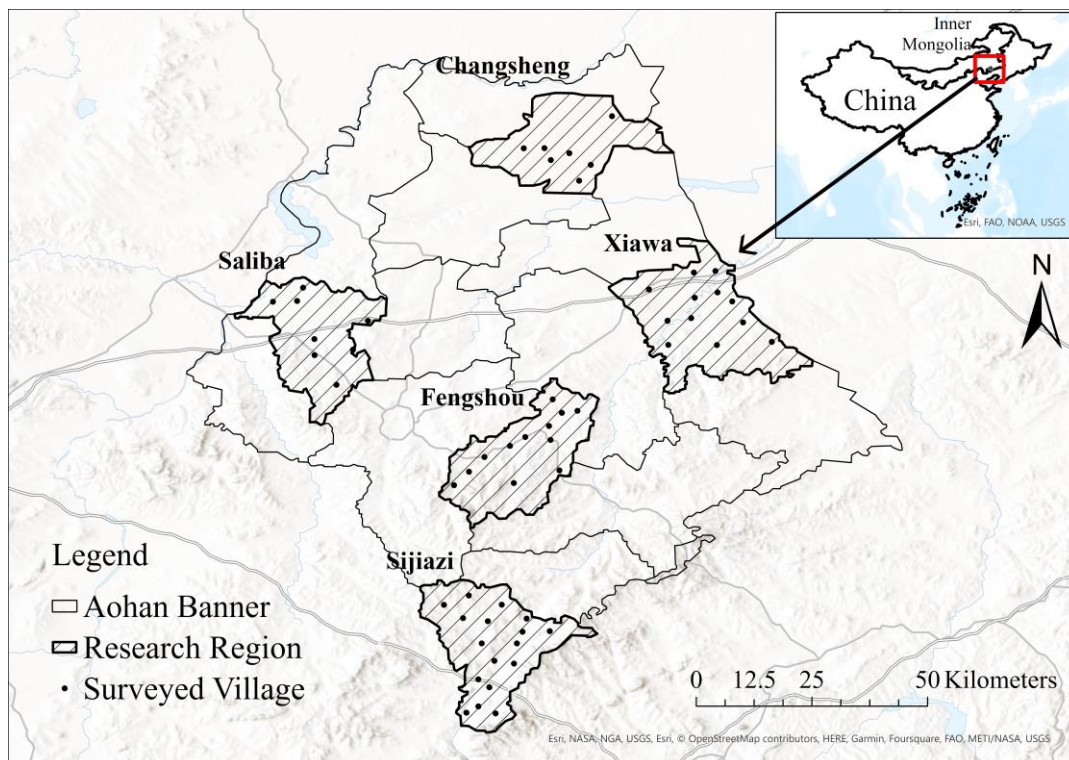 Changsheng
Inner
Mongolia
China
Esri, FAO, NOAA, USGS
Xiawa
Saliba
N
Fengshou
Sijiazi
Legend
Aohan Banner
Research Region
Surveyed Village
0 12.5 25 50 Kilometers
Esri, NASA, NGA, USGS, Esri, © OpenStreetMap contributors, HERE, Garmin, Foursquare, FAO, METI/NASA, USGS